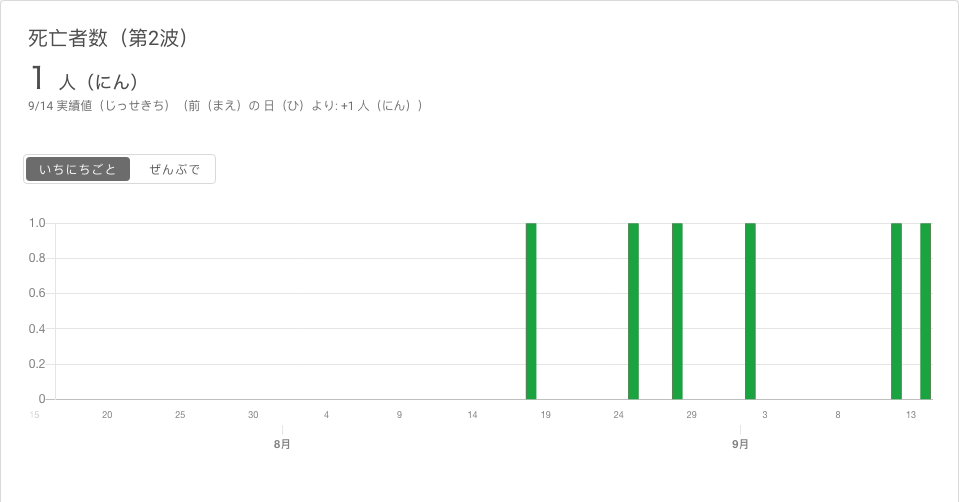 死亡者数（第2波）
1 人（にん）
9/14 実績値（じっせきち）（前（まえ）の 日（ひ）より: +1 人（にん））
いちにちごと ぜんぶで
1.0
0.8
0.6
0.4
0.2
0
15 20 25 30 4 9 14 19 24 29 3 8 13
8月 9月